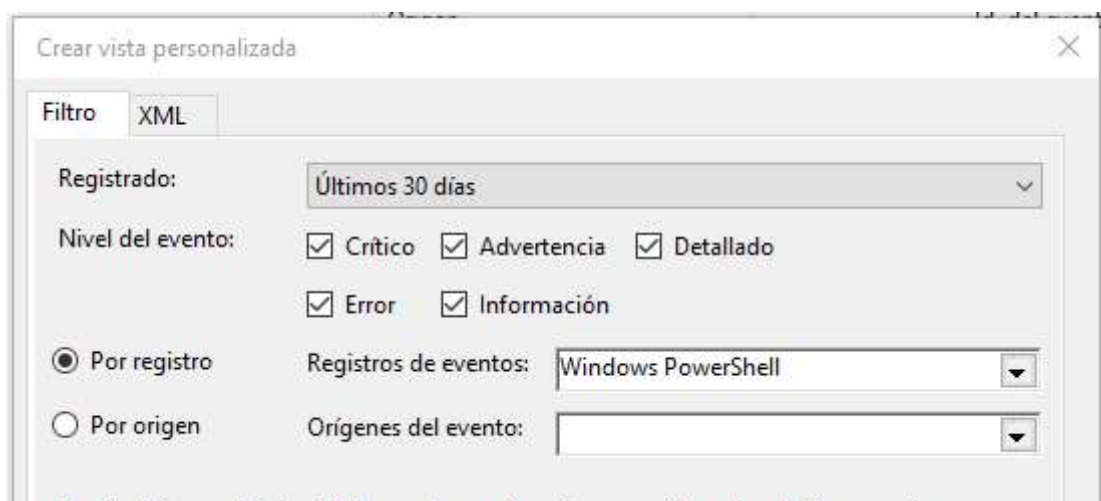 Crear vista personalizada
Filtro XML
Registrado: Últimos 30 días
Nivel del evento: Crítico Advertencia Detallado
Error Información
Por registro Registros de eventos: Windows PowerShell
Por origen Orígenes del evento: